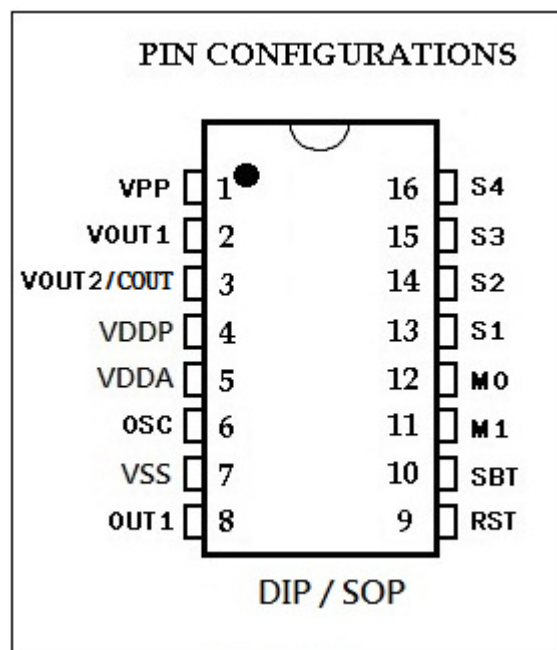 PIN CONFIGURATIONS
VPP 1 16 S4
VOUT1 2 15 S3
VOUT2/COUT 3 14 S2
VDDP 4 13 S1
VDDA 5 12 M0
OSC 6 11 M1
VSS 7 10 SBT
OUT1 8 9 RST
DIP / SOP